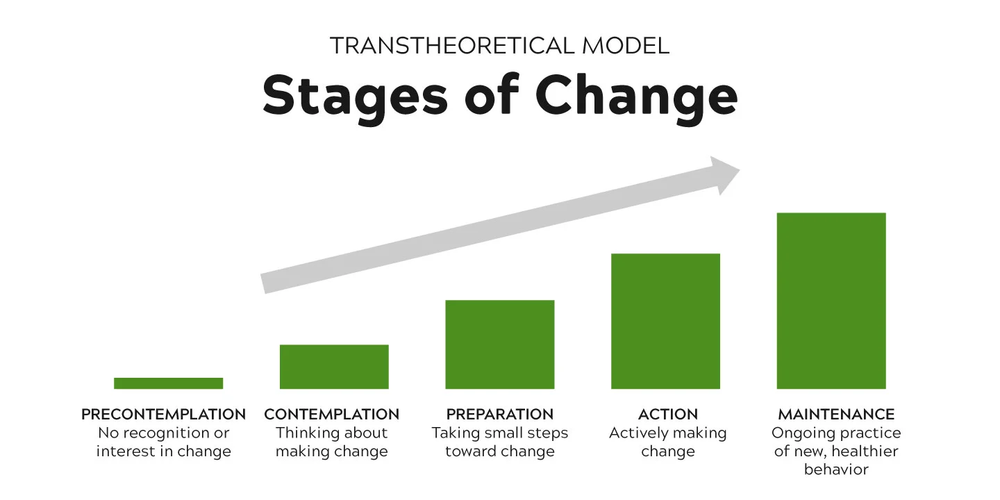 TRANSTHEORETICAL MODEL
Stages of Change
PRECONTEMPLATION
No recognition or
interest in change
CONTEMPLATION
Thinking about
making change
PREPARATION
Taking small steps
toward change
ACTION
Actively making
change
MAINTENANCE
Ongoing practice
of new, healthier
behavior